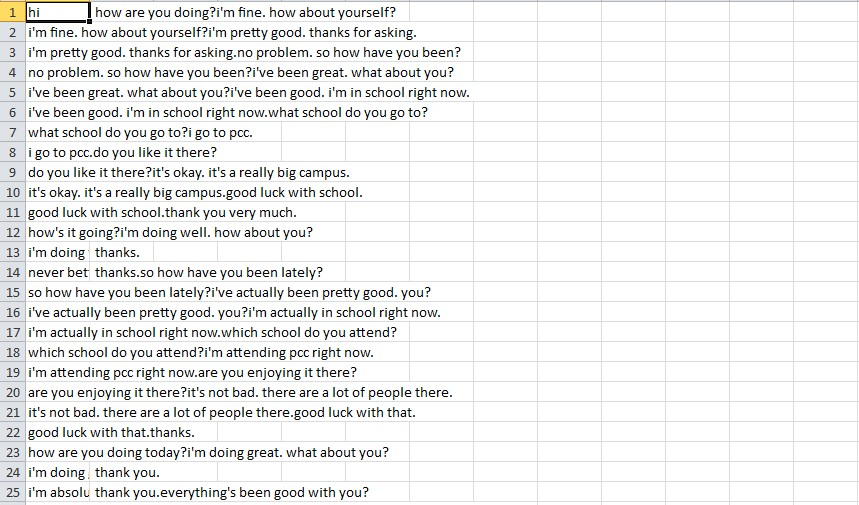 1 hi how are you doing?i'm fine. how about yourself?
2 i'm fine. how about yourself?i'm pretty good. thanks for asking.
3 i'm pretty good. thanks for asking.no problem. so how have you been?
4 no problem. so how have you been?i've been great. what about you?
5 i've been great. what about you?i've been good. i'm in school right now.
6 i've been good. i'm in school right now.what school do you go to?
7 what school do you go to?i go to pcc.
8 i go to pcc.do you like it there?
9 do you like it there?it's okay. it's a really big campus.
10 it's okay. it's a really big campus.good luck with school.
11 good luck with school.thank you very much.
12 how's it going?i'm doing well. how about you?
13 i'm doing thanks.
14 never bet thanks.so how have you been lately?
15 so how have you been lately?i've actually been pretty good. you?
16 i've actually been pretty good. you?i'm actually in school right now.
17 i'm actually in school right now.which school do you attend?
18 which school do you attend?i'm attending pcc right now.
19 i'm attending pcc right now.are you enjoying it there?
20 are you enjoying it there?it's not bad. there are a lot of people there.
21 it's not bad. there are a lot of people there.good luck with that.
22 good luck with that.thanks.
23 how are you doing today?i'm doing great. what about you?
24 i'm doing thank you.
25 i'm absolu thank you.everything's been good with you?